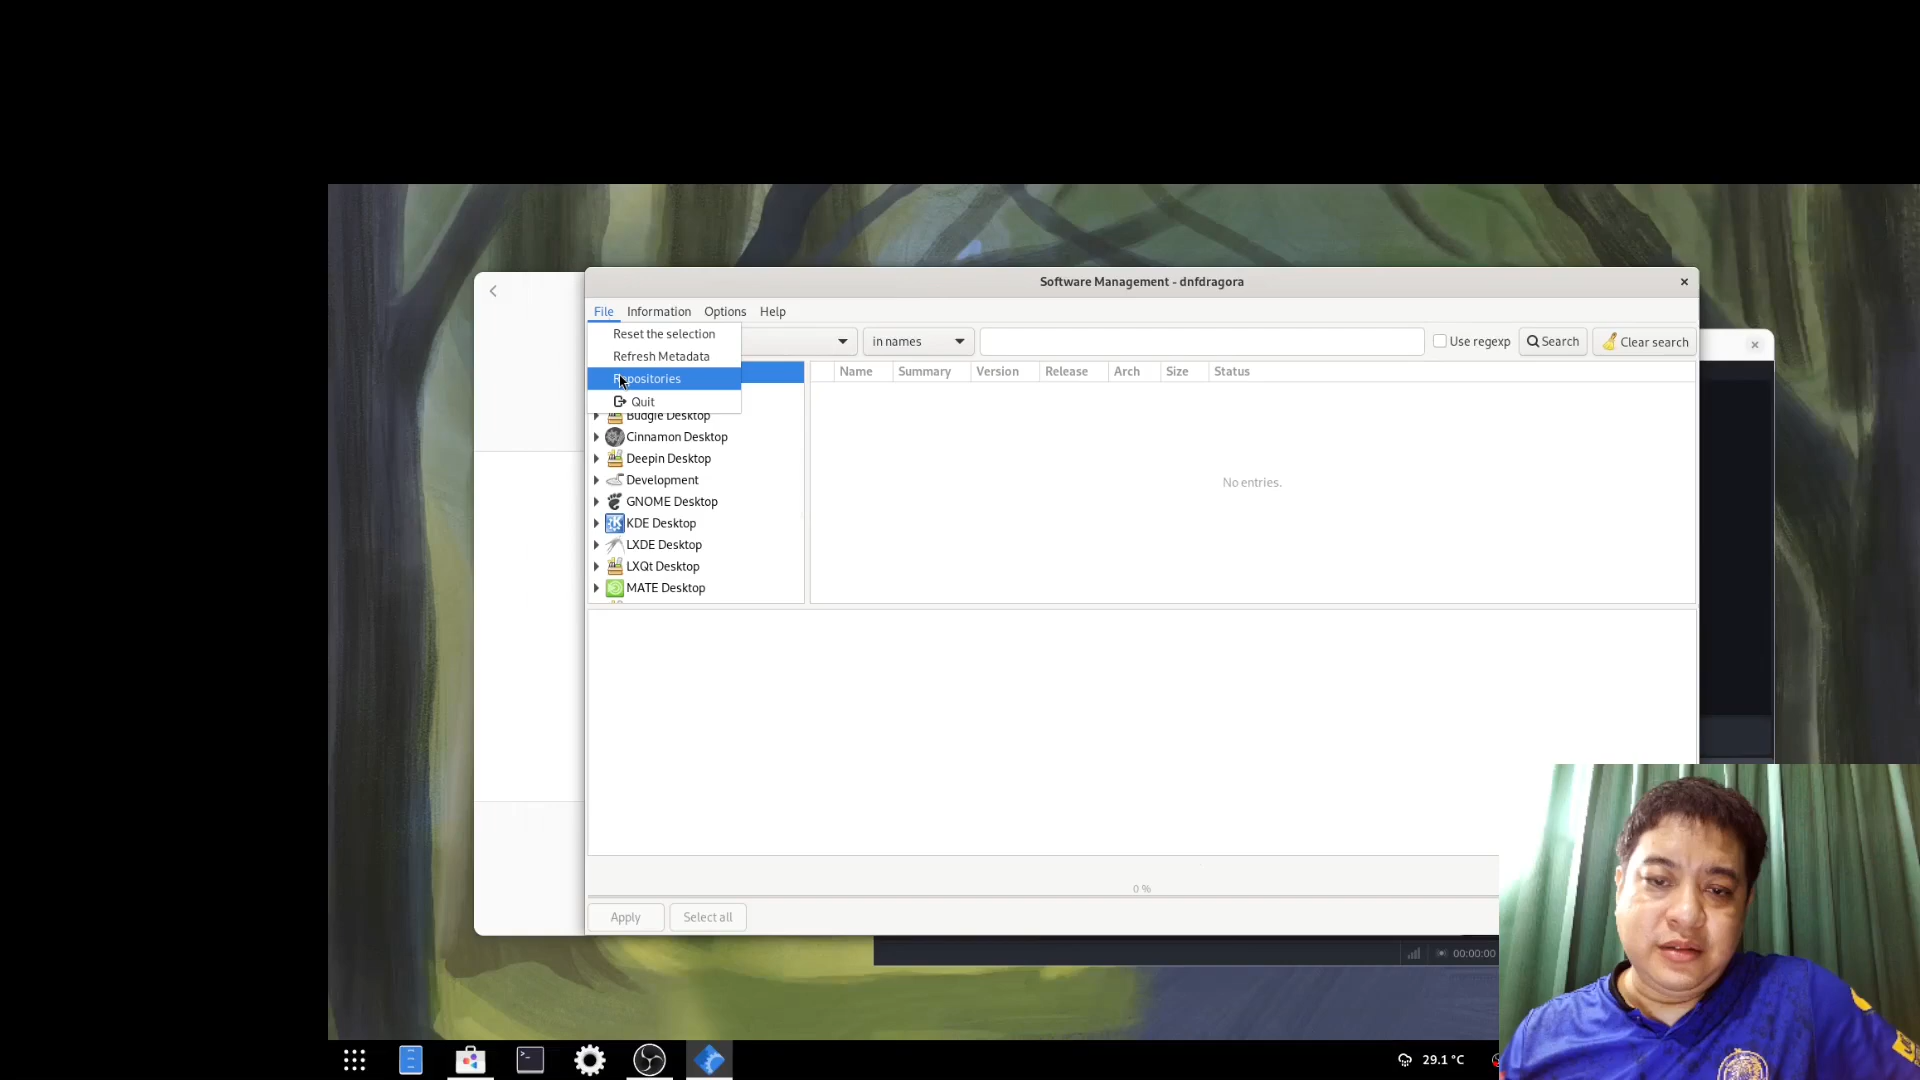 Software Management - dnfdragora
×
File Information Options Help
Reset the selection
Refresh Metadata
Repositories
Quit
in names
Use regexp
Search
Clear search
Name Summary Version Release Arch Size Status
Budgie Desktop
Cinnamon Desktop
Deepin Desktop
Development
GNOME Desktop
KDE Desktop
LXDE Desktop
LXQt Desktop
MATE Desktop
No entries.
0 %
Apply
Select all
00:00:00
29.1 °C